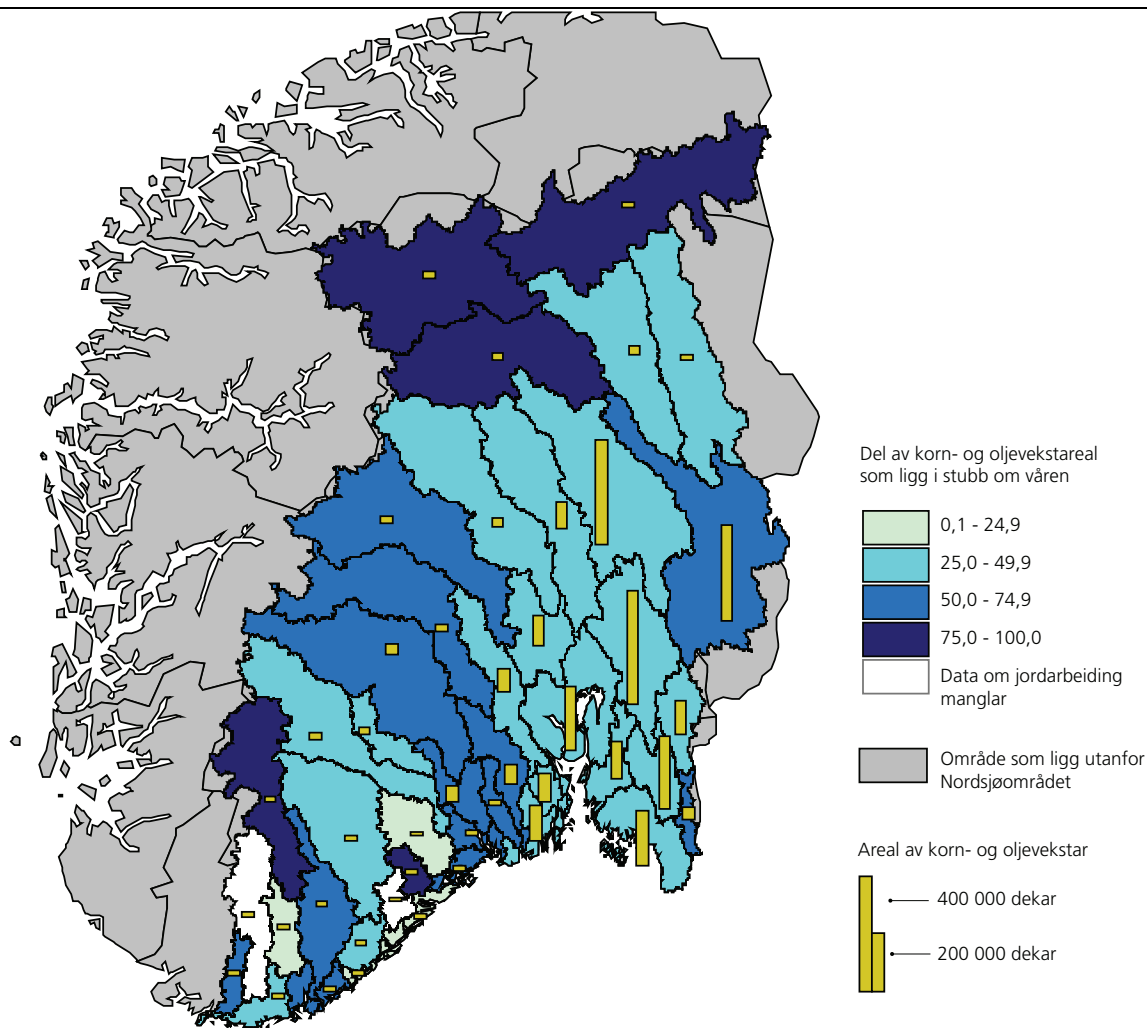 Del av korn- og oljevekstareal
som ligg i stubb om våren
0,1 - 24,9
25,0 - 49,9
50,0 - 74,9
75,0 - 100,0
Data om jordarbeiding
manglar
Område som ligg utanfor
Nordsjøområdet
Areal av korn- og oljevekstar
400 000 dekar
200 000 dekar